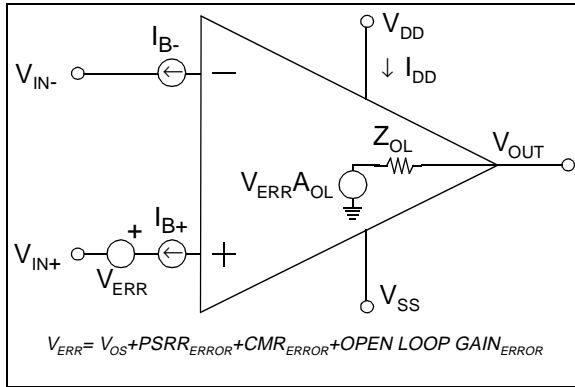 I_B-
V_DD
V_IN-
−
↓ I_DD
Z_OL
V_OUT
V_ERR A_OL
+
I_B+
V_IN+
+
V_ERR
V_SS
V_ERR= V_OS+PSRR_ERROR+CMR_ERROR+OPEN LOOP GAIN_ERROR